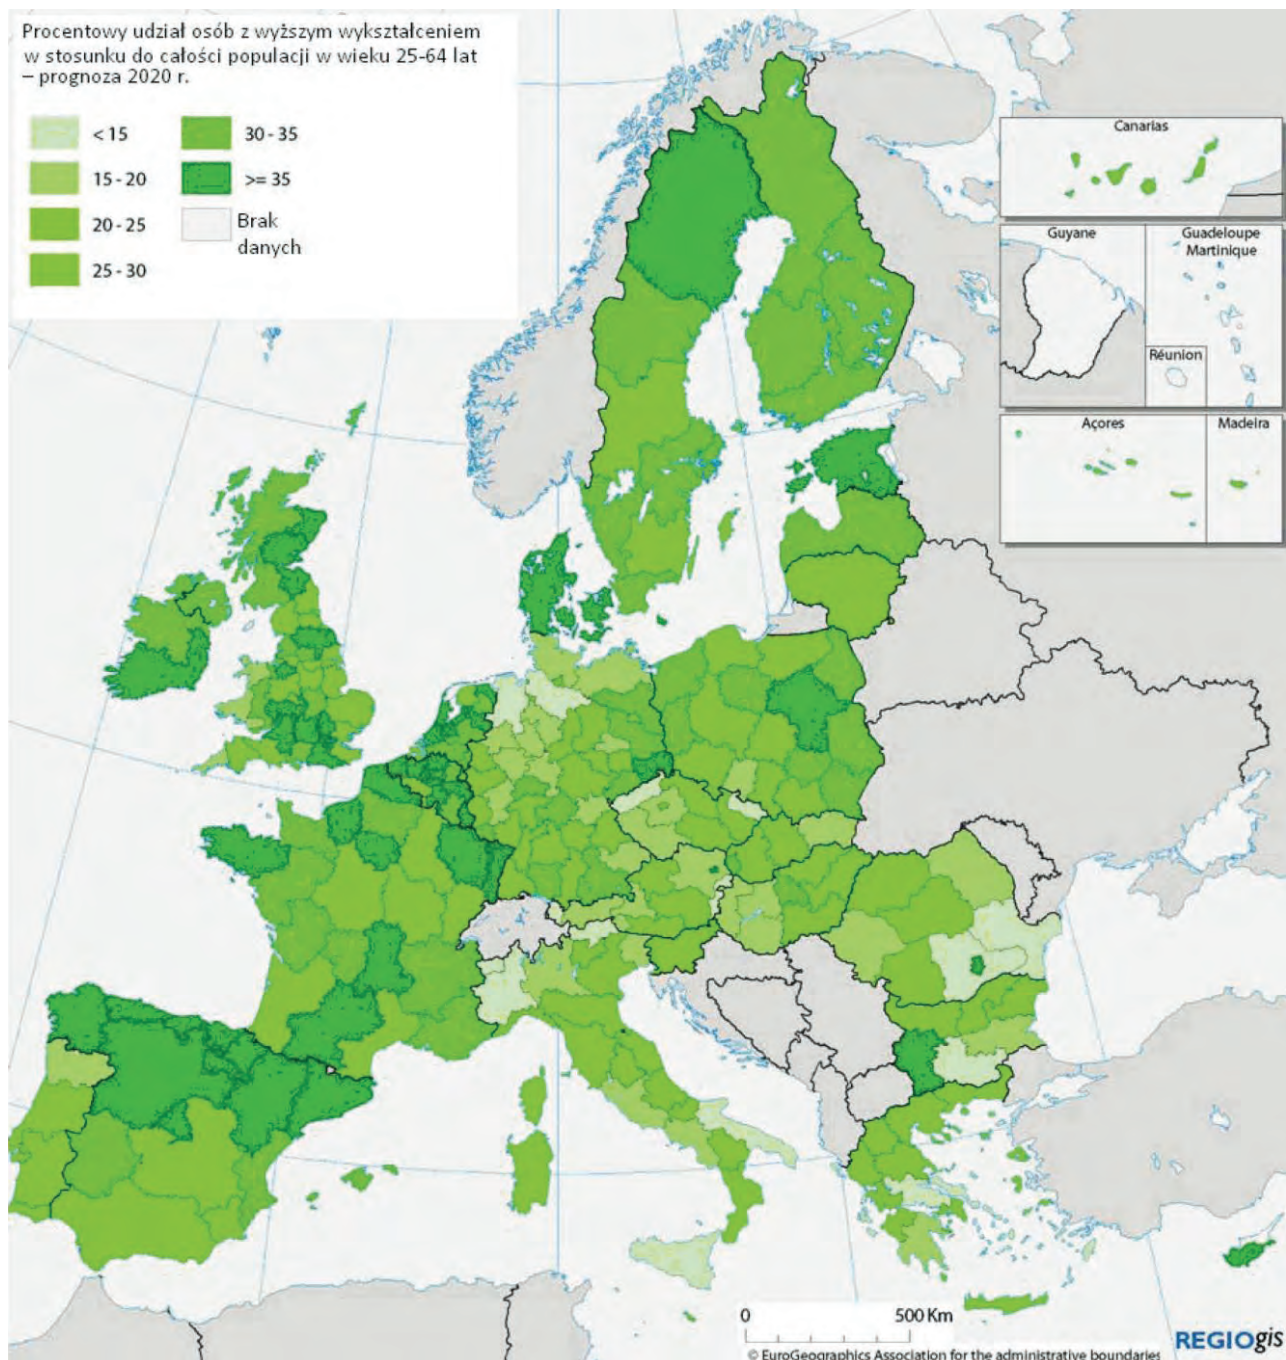 Procentowy udział osób z wyższym wykształceniem
w stosunku do całości populacji w wieku 25-64 lat
– prognoza 2020 r.
< 15
15 - 20
20 - 25
25 - 30
30 - 35
>= 35
Brak
danych
Canarias
Guyane
Guadeloupe
Martinique
Réunion
Açores
Madeira
0
500 Km
REGIOgis
© EuroGeographics Association for the administrative boundaries